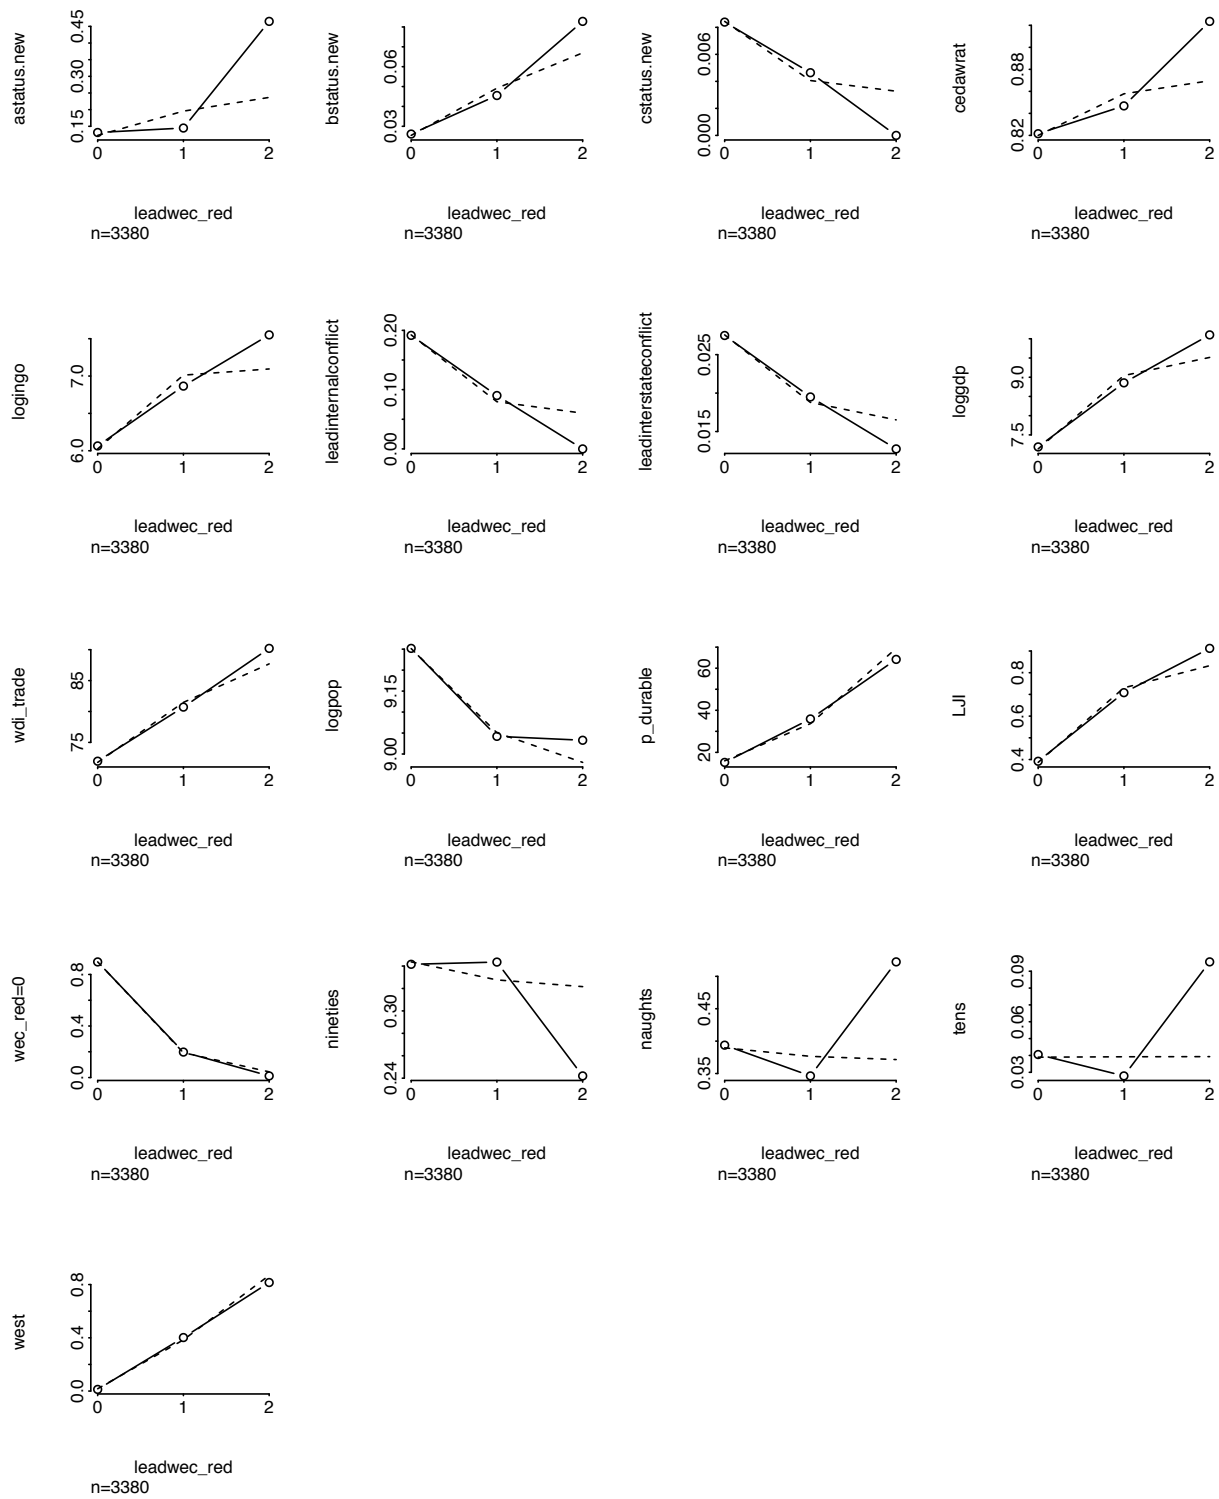 astatus.new
0.15 0.30 0.45
0 1 2
leadwec_red
n=3380
bstatus.new
0.03 0.06
0 1 2
leadwec_red
n=3380
cstatus.new
0.000 0.006
0 1 2
leadwec_red
n=3380
cedawrat
0.82 0.88
0 1 2
leadwec_red
n=3380
logingo
6.0 7.0
0 1 2
leadwec_red
n=3380
leadinternalconflict
0.00 0.10 0.20
0 1 2
leadwec_red
n=3380
leadinterstateconflict
0.015 0.025
0 1 2
leadwec_red
n=3380
loggdp
7.5 9.0
0 1 2
leadwec_red
n=3380
wdi_trade
75 85
0 1 2
leadwec_red
n=3380
logpop
9.00 9.15
0 1 2
leadwec_red
n=3380
p_durable
20 40 60
0 1 2
leadwec_red
n=3380
LJI
0.4 0.6 0.8
0 1 2
leadwec_red
n=3380
wec_red=0
0.0 0.4 0.8
0 1 2
leadwec_red
n=3380
nineties
0.24 0.30
0 1 2
leadwec_red
n=3380
naughts
0.35 0.45
0 1 2
leadwec_red
n=3380
tens
0.03 0.06 0.09
0 1 2
leadwec_red
n=3380
west
0.0 0.4 0.8
0 1 2
leadwec_red
n=3380